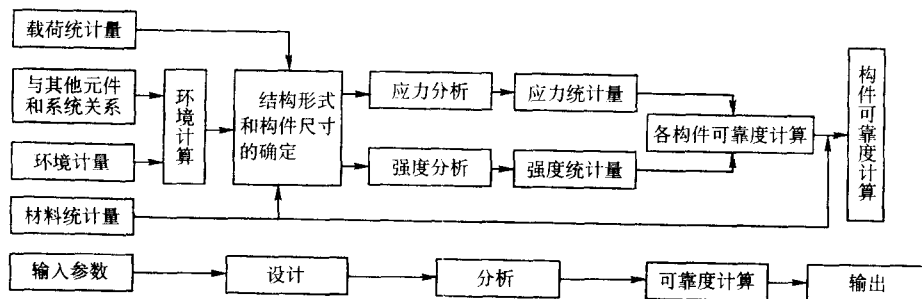 载荷统计量
与其他元件
和系统关系
环境计量
材料统计量
环境计算
结构形式
和构件尺寸
的确定
应力分析
应力统计量
强度分析
强度统计量
各构件可靠度计算
构件可靠度计算
输入参数
设计
分析
可靠度计算
输出